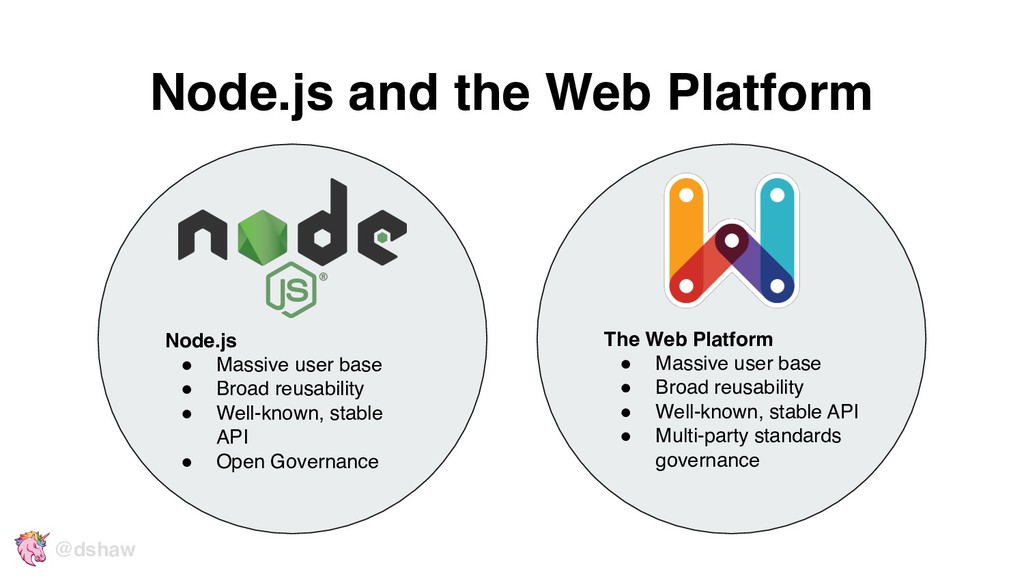 Node.js and the Web Platform
node
JS®
Node.js
● Massive user base
● Broad reusability
● Well-known, stable
API
● Open Governance
The Web Platform
● Massive user base
● Broad reusability
● Well-known, stable API
● Multi-party standards
governance
@dshaw